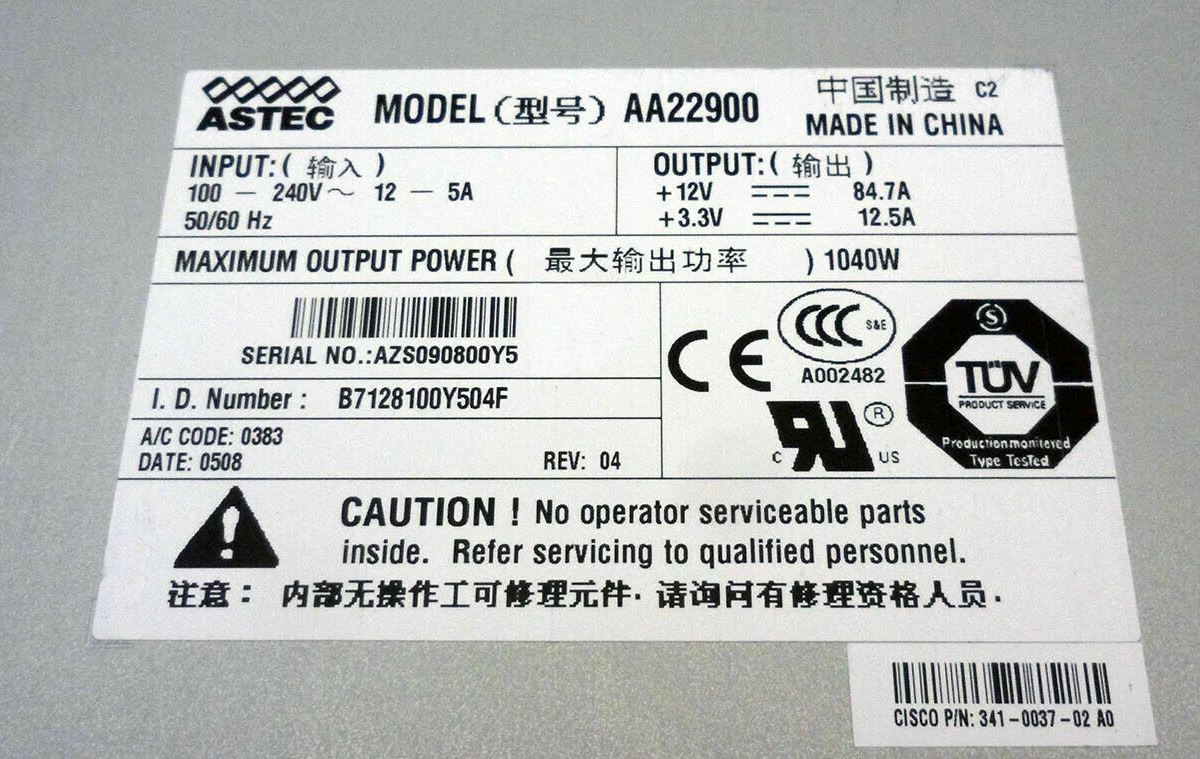 ASTEC
MODEL (型号) AA22900
中国制造 C2
MADE IN CHINA
INPUT: ( 输入 )
100 — 240V ~ 12 — 5A
50/60 Hz
OUTPUT: ( 输出 )
+12V 84.7A
+3.3V 12.5A
MAXIMUM OUTPUT POWER ( 最大输出功率 ) 1040W
SERIAL NO.:AZS090800Y5
I. D. Number : B7128100Y504F
A/C CODE: 0383
DATE: 0508 REV: 04
CE
CCC S&E
A002482
c RU ® US
S
TÜV
PRODUCT SERVICE
Production monitored
Type Tested
CAUTION ! No operator serviceable parts
inside. Refer servicing to qualified personnel.
注意: 内部无操作工可修理元件. 请询问有修理资格人员.
CISCO P/N: 341-0037-02 A0